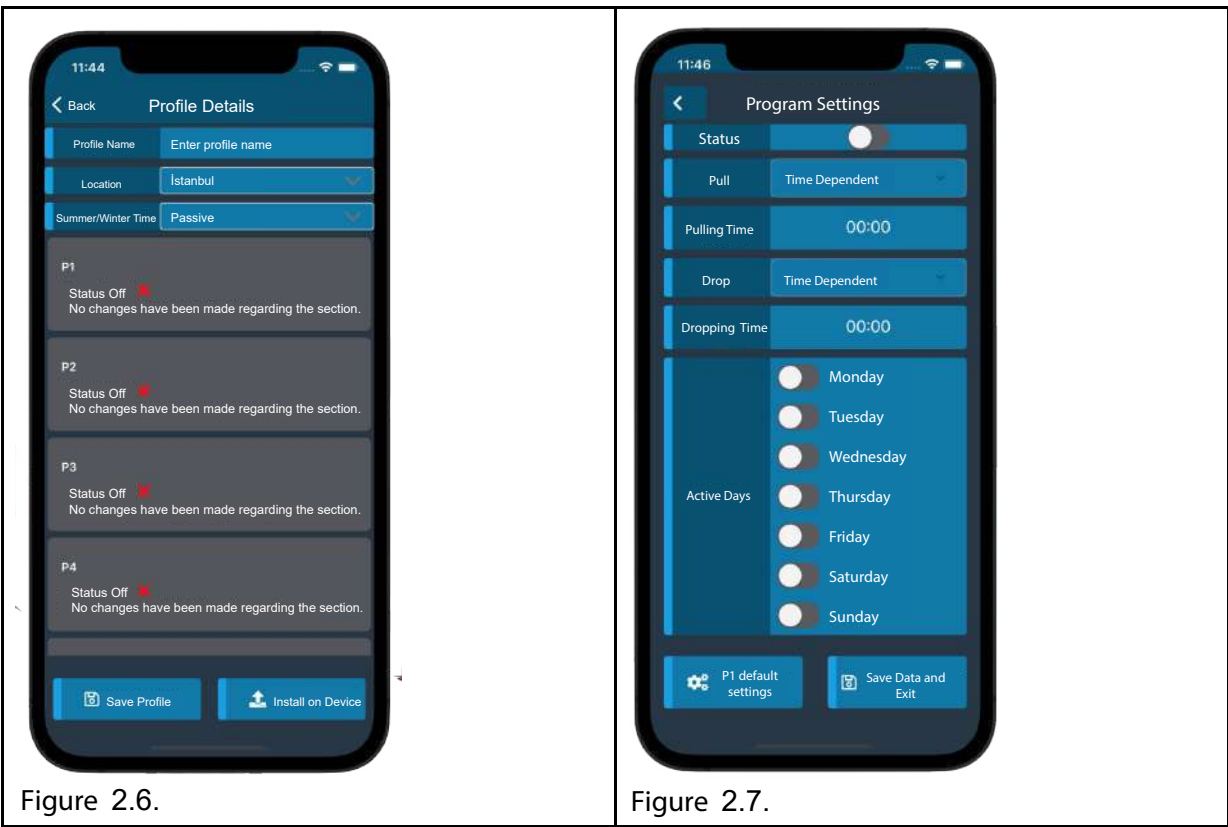 11:44
Back
Profile Details
Profile Name
Enter profile name
Location
İstanbul
Summer/Winter Time
Passive
P1
Status Off
No changes have been made regarding the section.
P2
Status Off
No changes have been made regarding the section.
P3
Status Off
No changes have been made regarding the section.
P4
Status Off
No changes have been made regarding the section.
Save Profile
Install on Device
Figure 2.6.
11:46
Program Settings
Status
Pull
Time Dependent
Pulling Time
00:00
Drop
Time Dependent
Dropping Time
00:00
Active Days
Monday
Tuesday
Wednesday
Thursday
Friday
Saturday
Sunday
P1 default
settings
Save Data and
Exit
Figure 2.7.